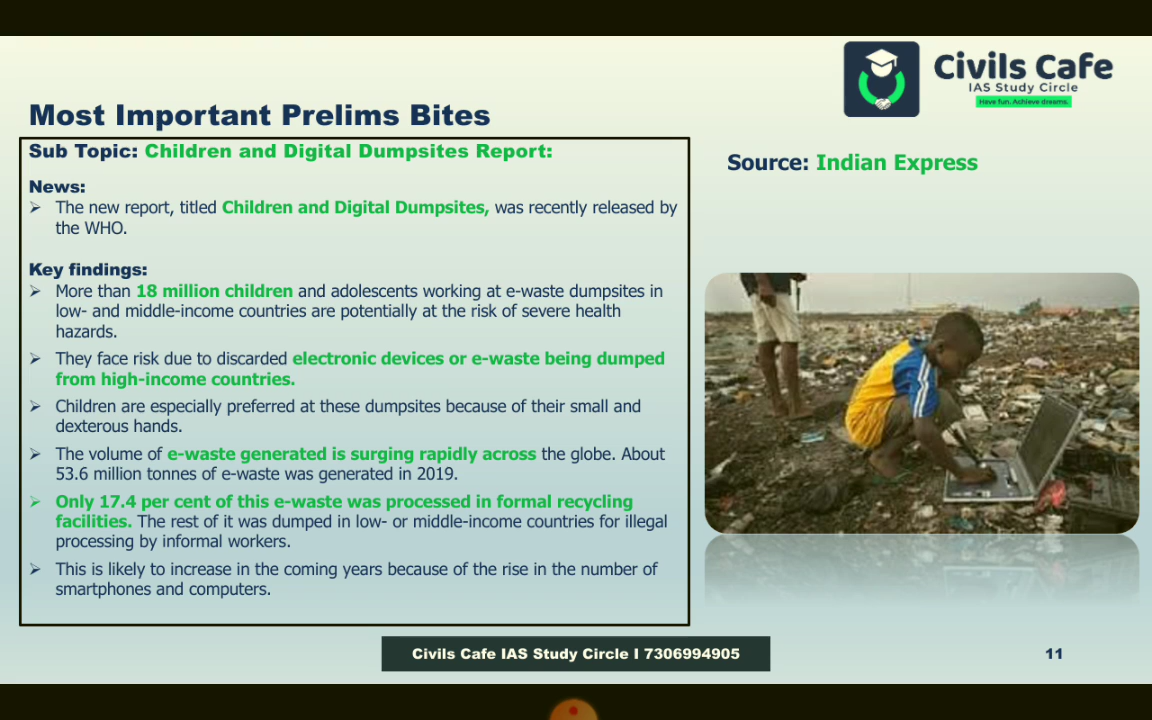 Civils Cafe
IAS Study Circle
Have fun. Achieve dreams.
Most Important Prelims Bites
Sub Topic: Children and Digital Dumpsites Report:
Source: Indian Express
News:
➢ The new report, titled Children and Digital Dumpsites, was recently released by
the WHO.
Key findings:
➢ More than 18 million children and adolescents working at e-waste dumpsites in
low- and middle-income countries are potentially at the risk of severe health
hazards.
➢ They face risk due to discarded electronic devices or e-waste being dumped
from high-income countries.
➢ Children are especially preferred at these dumpsites because of their small and
dexterous hands.
➢ The volume of e-waste generated is surging rapidly across the globe. About
53.6 million tonnes of e-waste was generated in 2019.
➢ Only 17.4 per cent of this e-waste was processed in formal recycling
facilities. The rest of it was dumped in low- or middle-income countries for illegal
processing by informal workers.
➢ This is likely to increase in the coming years because of the rise in the number of
smartphones and computers.
Civils Cafe IAS Study Circle I 7306994905
11